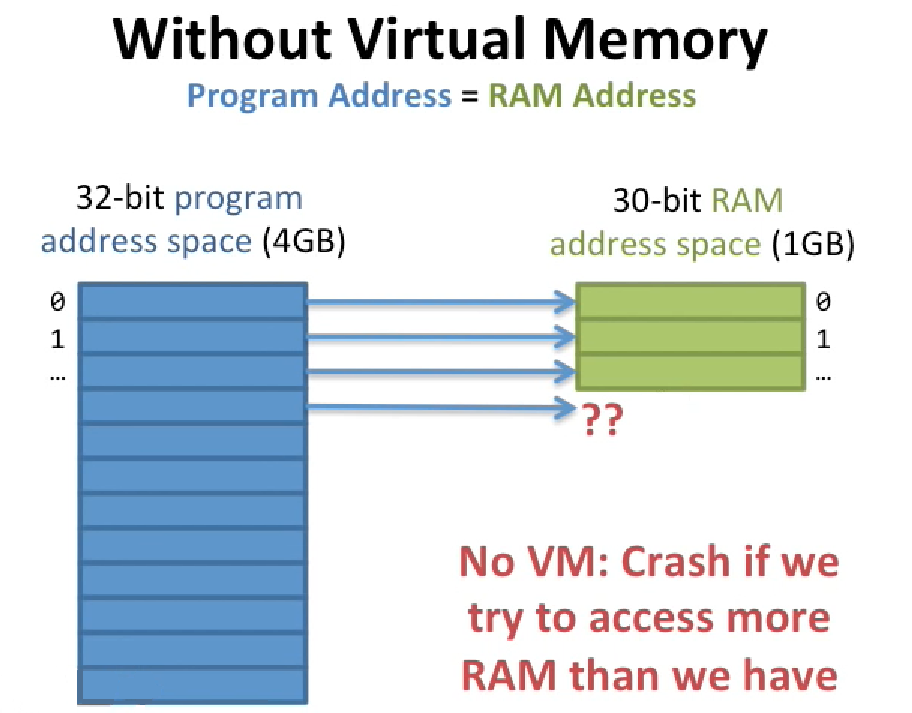 Without Virtual Memory
Program Address = RAM Address
32-bit program
address space (4GB)
0
1
...
30-bit RAM
address space (1GB)
0
1
...
??
No VM: Crash if we
try to access more
RAM than we have